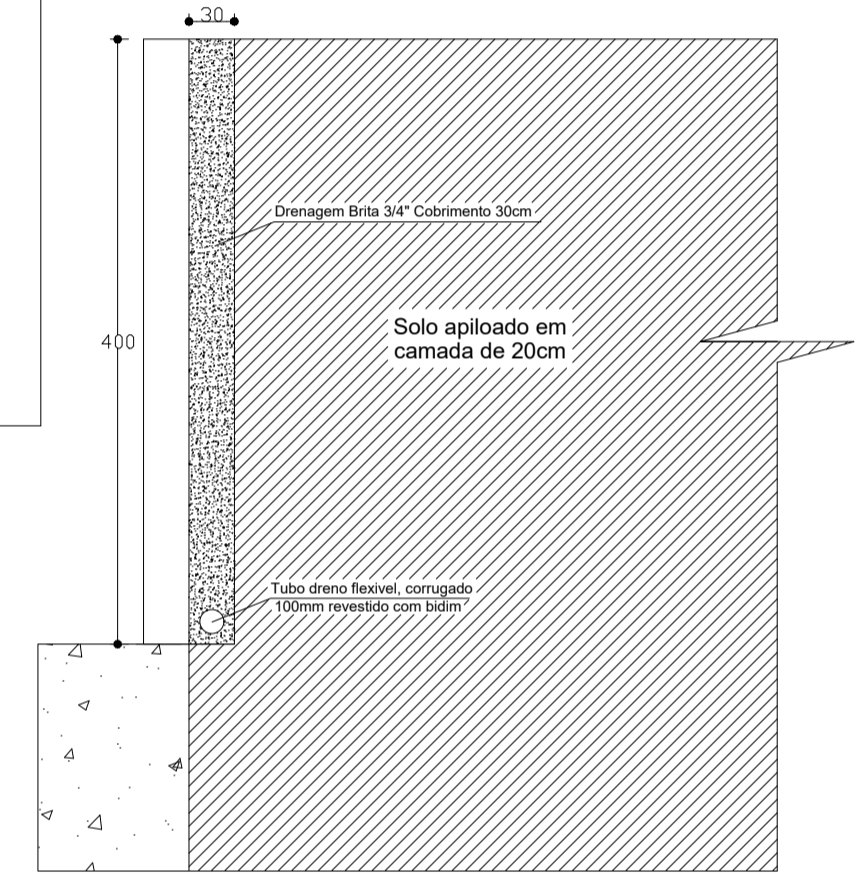 30
Drenagem Brita 3/4" Cobrimento 30cm
400
Solo apiloado em
camada de 20cm
Tubo dreno flexivel, corrugado
100mm revestido com bidim